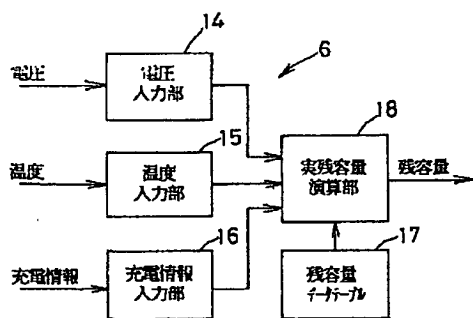 14
6
電圧
電圧
入力部
18
15
温度
温度
入力部
実残容量
演算部
残容量
16
17
充電情報
充電情報
入力部
残容量
データテーブル